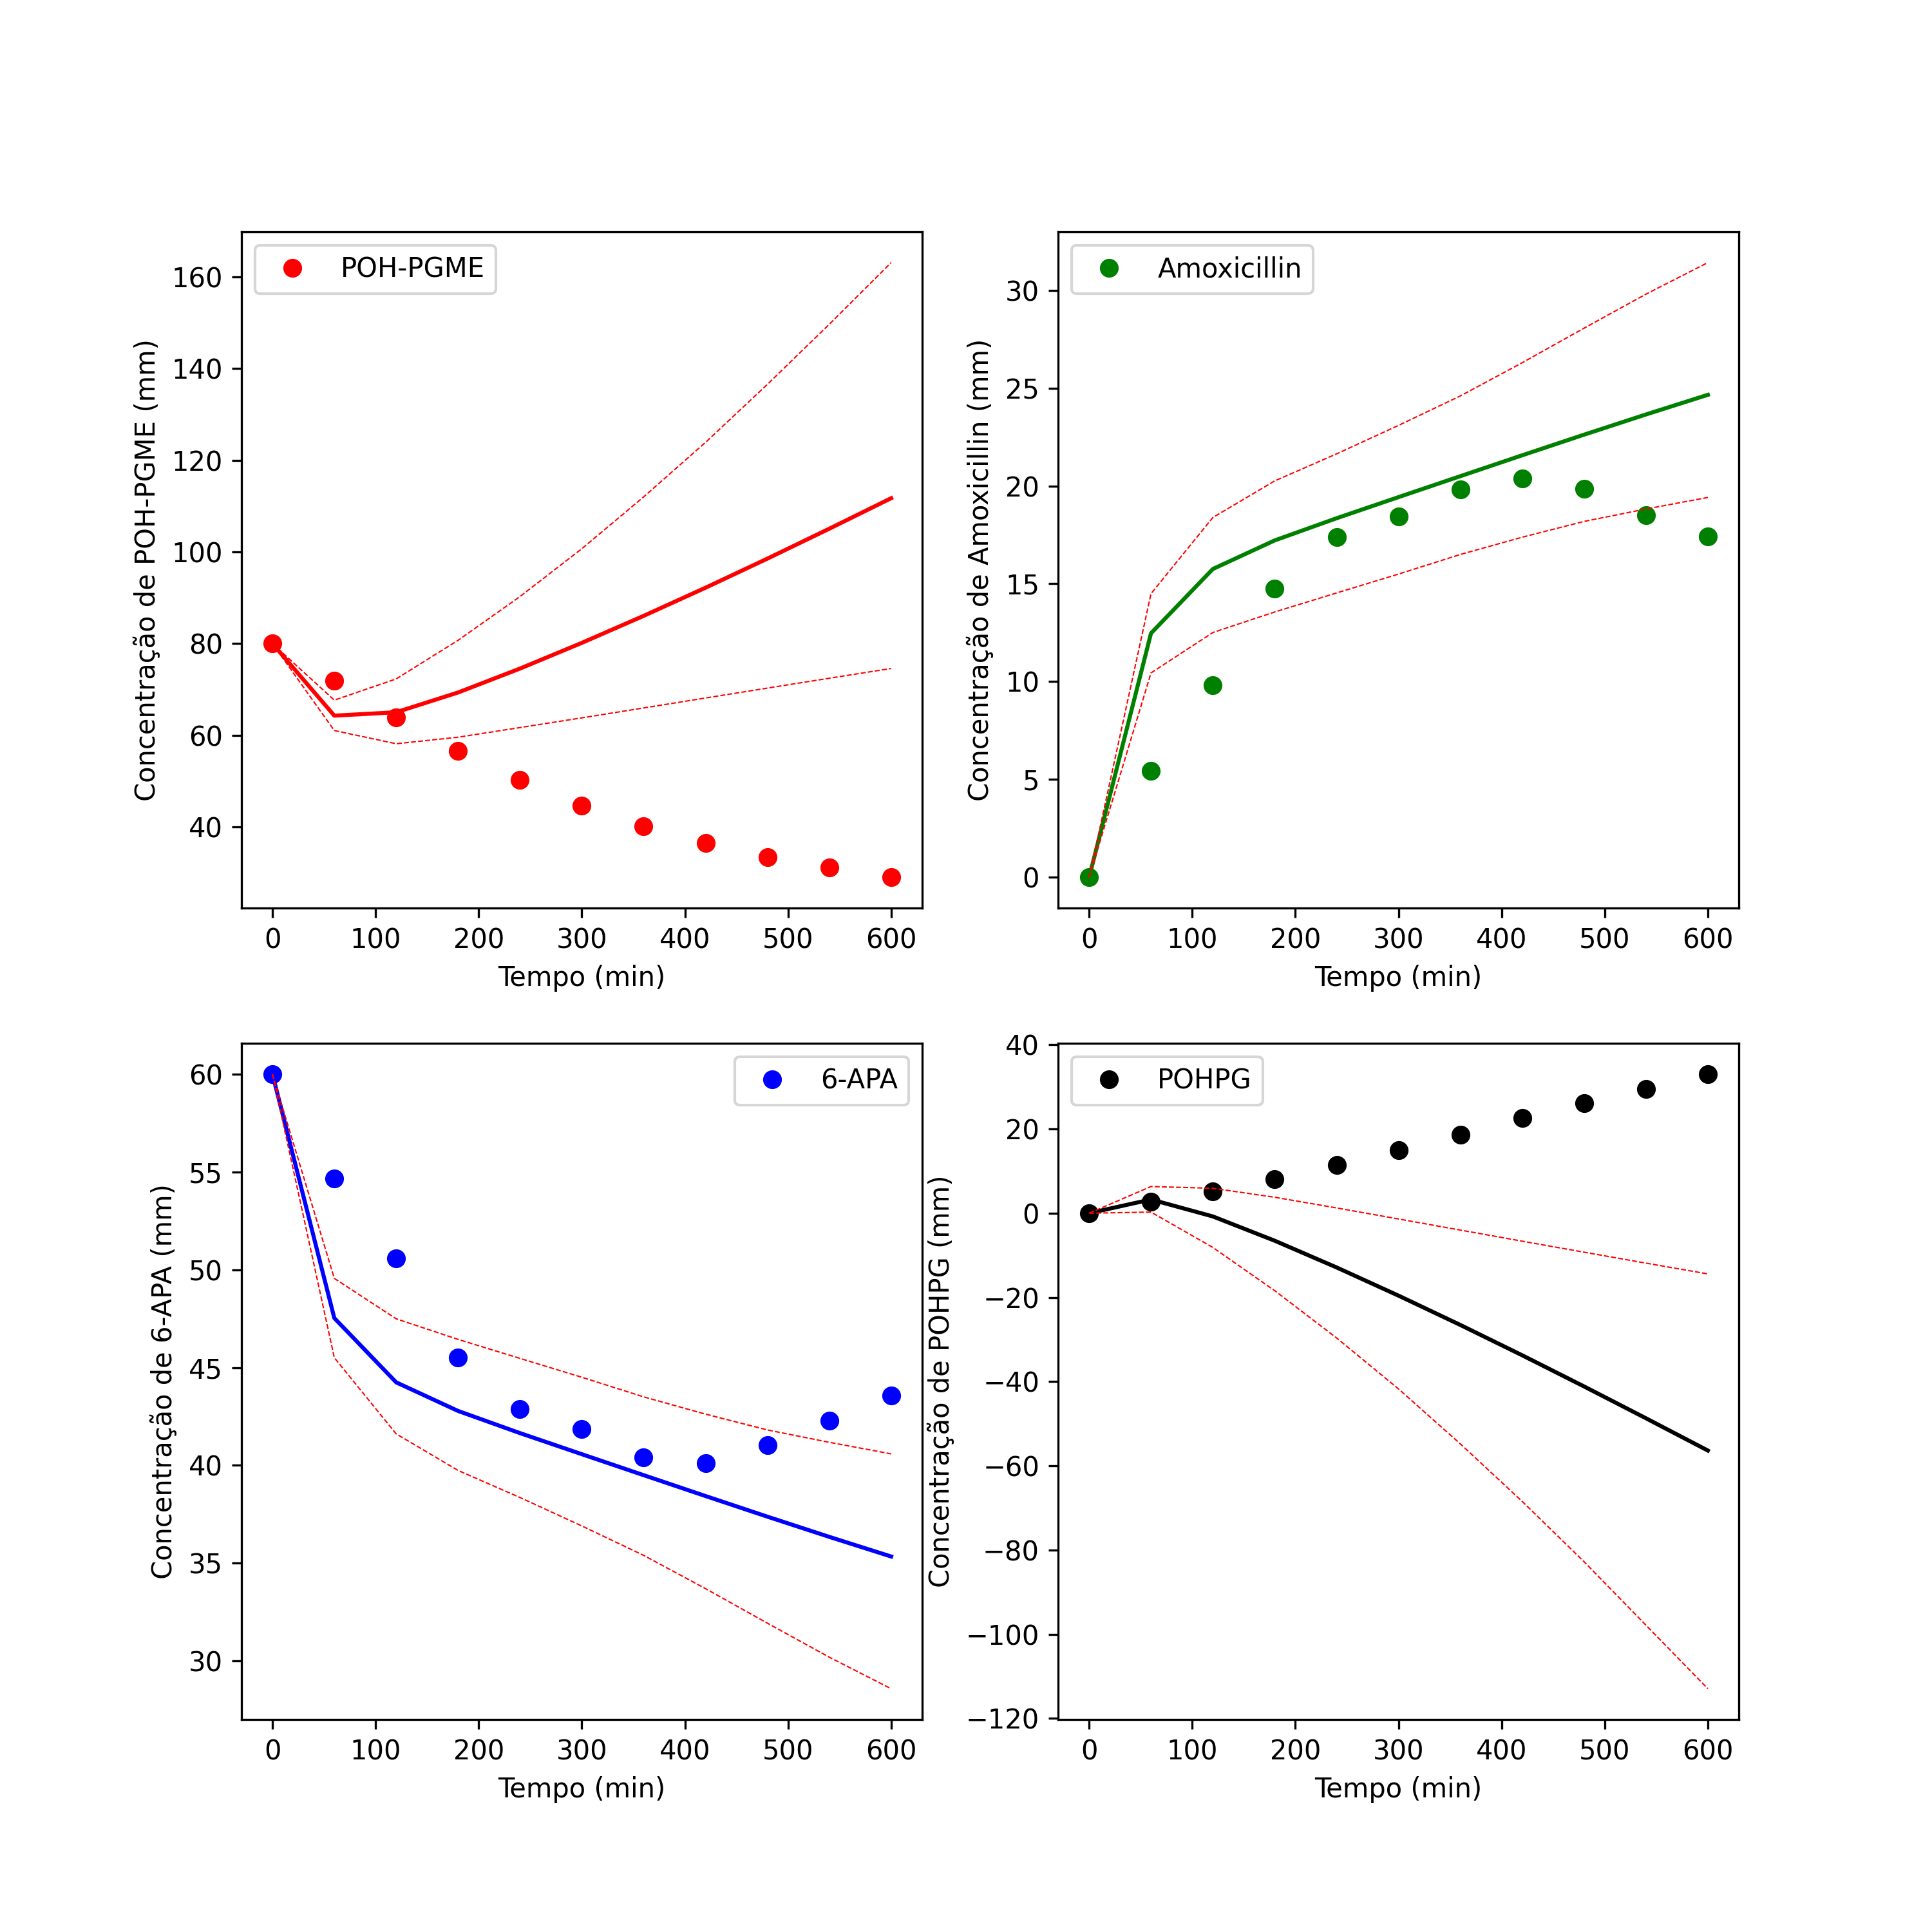 POH-PGME
Concentração de POH-PGME (mm)
160
140
120
100
80
60
40
0 100 200 300 400 500 600
Tempo (min)
Amoxicillin
Concentração de Amoxicillin (mm)
30
25
20
15
10
5
0
0 100 200 300 400 500 600
Tempo (min)
6-APA
Concentração de 6-APA (mm)
60
55
50
45
40
35
30
0 100 200 300 400 500 600
Tempo (min)
POHPG
Concentração de POHPG (mm)
40
20
0
−20
−40
−60
−80
−100
−120
0 100 200 300 400 500 600
Tempo (min)